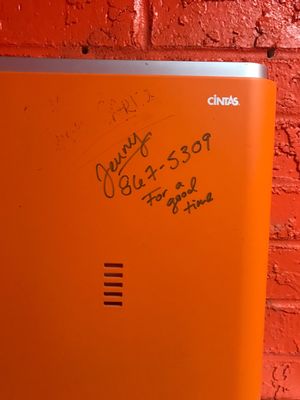 CINTAS
Jenny
867-5309
For a
good
time